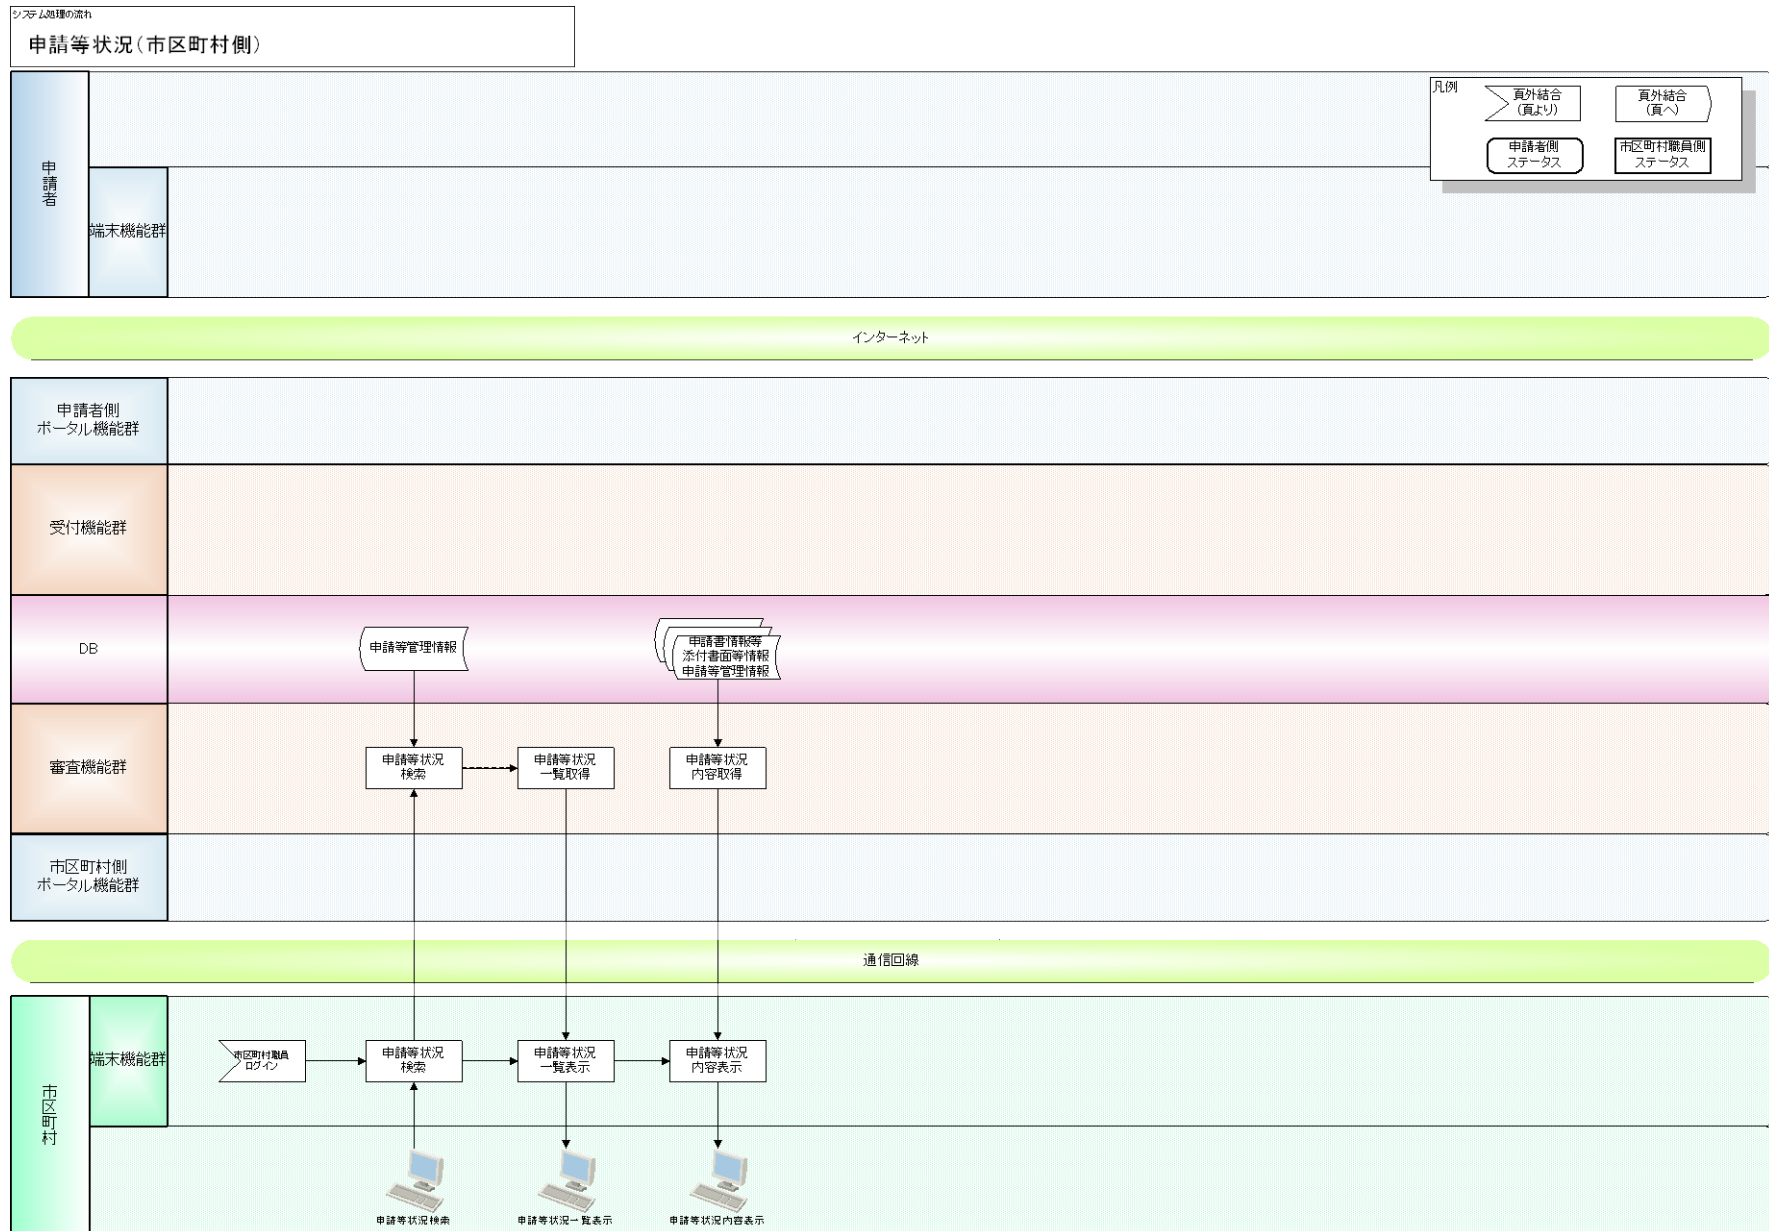 システム処理の流れ
申請等状況（市区町村側）
凡例
頁外結合
（頁より）
頁外結合
（頁へ）
申請者側
ステータス
市区町村職員側
ステータス
申請者
端末機能群
インターネット
申請者側
ポータル機能群
受付機能群
DB
申請等管理情報
申請書情報等
添付書面等情報
申請等管理情報
審査機能群
申請等状況
検索
申請等状況
一覧取得
申請等状況
内容取得
市区町村側
ポータル機能群
通信回線
市区町村
端末機能群
市区町村職員
ログイン
申請等状況
検索
申請等状況
一覧表示
申請等状況
内容表示
申請等状況検索
申請等状況一覧表示
申請等状況内容表示